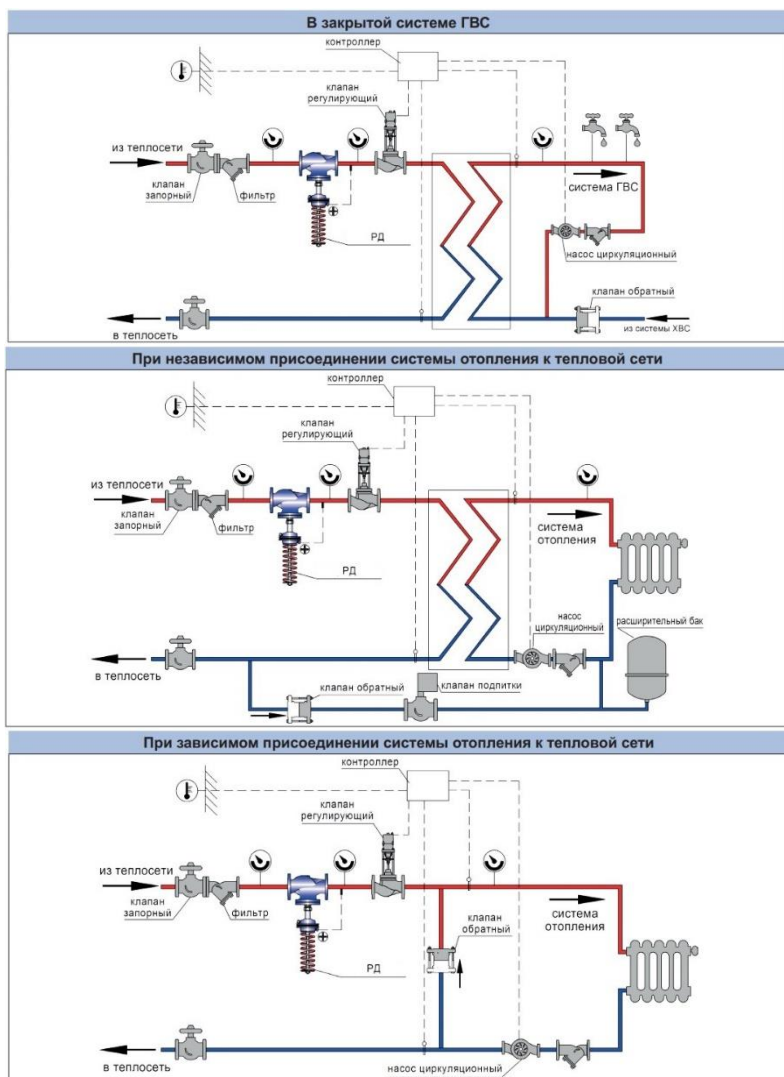 В закрытой системе ГВС
контроллер
клапан
регулирующий
из теплосети
клапан
запорный
фильтр
РД
система ГВС
насос циркуляционный
клапан обратный
из системы ХВС
в теплосеть
При независимом присоединении системы отопления к тепловой сети
контроллер
клапан
регулирующий
из теплосети
клапан
запорный
фильтр
РД
система
отопления
насос
циркуляционный
расширительный бак
в теплосеть
клапан обратный
клапан подпитки
При зависимом присоединении системы отопления к тепловой сети
контроллер
клапан
регулирующий
из теплосети
клапан
запорный
фильтр
РД
клапан
обратный
система
отопления
в теплосеть
насос циркуляционный